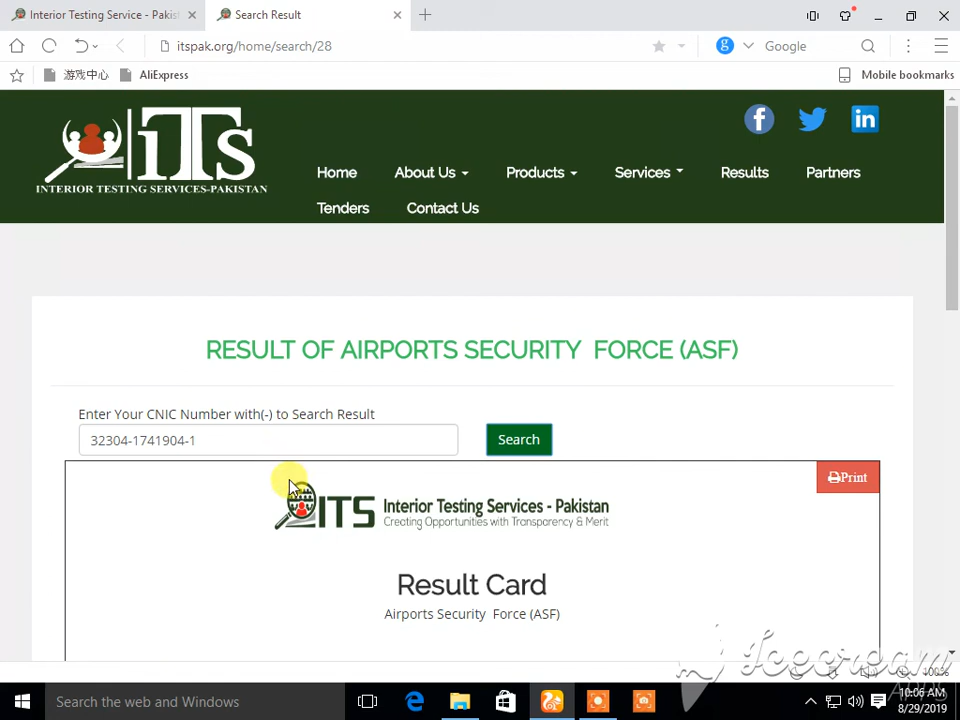 Interior Testing Service - Pakis
Search Result
itspak.org/home/search/28
Google
游戏中心
AliExpress
Mobile bookmarks
iTs
INTERIOR TESTING SERVICES-PAKISTAN
Home
About Us
Products
Services
Results
Partners
Tenders
Contact Us
RESULT OF AIRPORTS SECURITY FORCE (ASF)
Enter Your CNIC Number with(-) to Search Result
32304-1741904-1
Search
Print
ITS
Interior Testing Services - Pakistan
Creating Opportunities with Transparency & Merit
Result Card
Airports Security Force (ASF)
Icecream
Apps
100%
Search the web and Windows
10:06 AM
8/29/2019